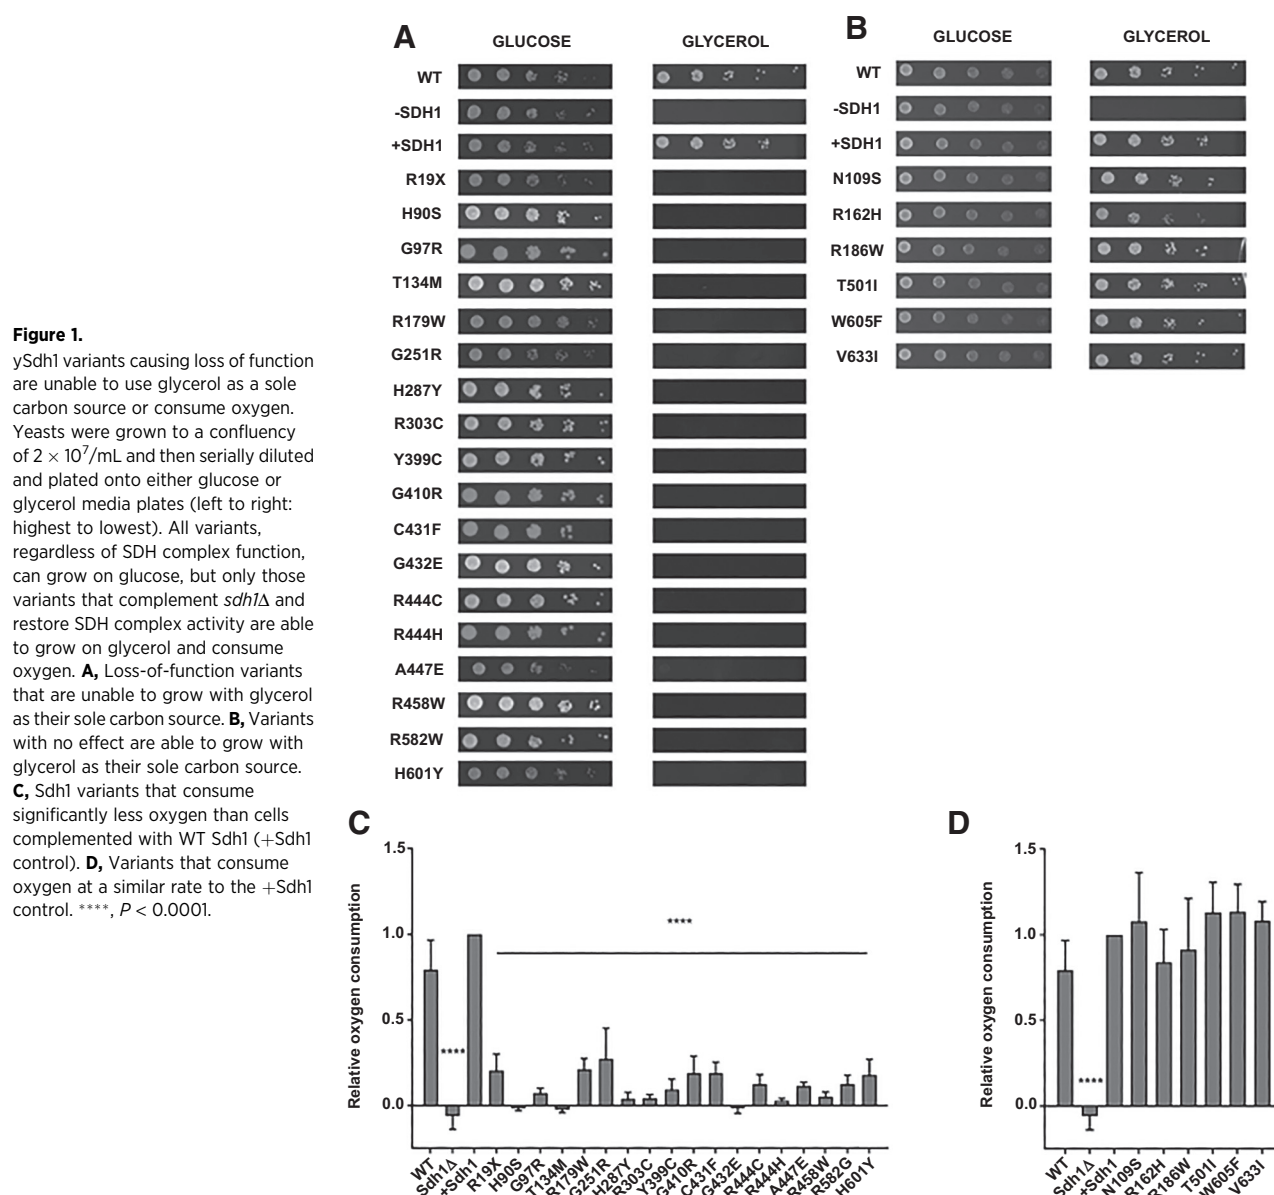 Figure 1.
ySdh1 variants causing loss of function
are unable to use glycerol as a sole
carbon source or consume oxygen.
Yeasts were grown to a confluency
of 2 × 10⁷/mL and then serially diluted
and plated onto either glucose or
glycerol media plates (left to right:
highest to lowest). All variants,
regardless of SDH complex function,
can grow on glucose, but only those
variants that complement sdh1Δ and
restore SDH complex activity are able
to grow on glycerol and consume
oxygen. A, Loss-of-function variants
that are unable to grow with glycerol
as their sole carbon source. B, Variants
with no effect are able to grow with
glycerol as their sole carbon source.
C, Sdh1 variants that consume
significantly less oxygen than cells
complemented with WT Sdh1 (+Sdh1
control). D, Variants that consume
oxygen at a similar rate to the +Sdh1
control. ****, P < 0.0001.
A
GLUCOSE GLYCEROL
WT
-SDH1
+SDH1
R19X
H90S
G97R
T134M
R179W
G251R
H287Y
R303C
Y399C
G410R
C431F
G432E
R444C
R444H
A447E
R458W
R582W
H601Y
B
GLUCOSE GLYCEROL
WT
-SDH1
+SDH1
N109S
R162H
R186W
T501I
W605F
V633I
C
Relative oxygen consumption
1.5
1.0
0.5
0.0
****
****
WT
Sdh1Δ
+Sdh1
R19X
H90S
G97R
T134M
R179W
G251R
H287Y
R303C
Y399C
G410R
C431F
G432E
R444C
R444H
A447E
R458W
R582G
H601Y
D
Relative oxygen consumption
1.5
1.0
0.5
0.0
****
WT
Sdh1Δ
+Sdh1
N109S
R162H
R186W
T501I
W605F
V633I